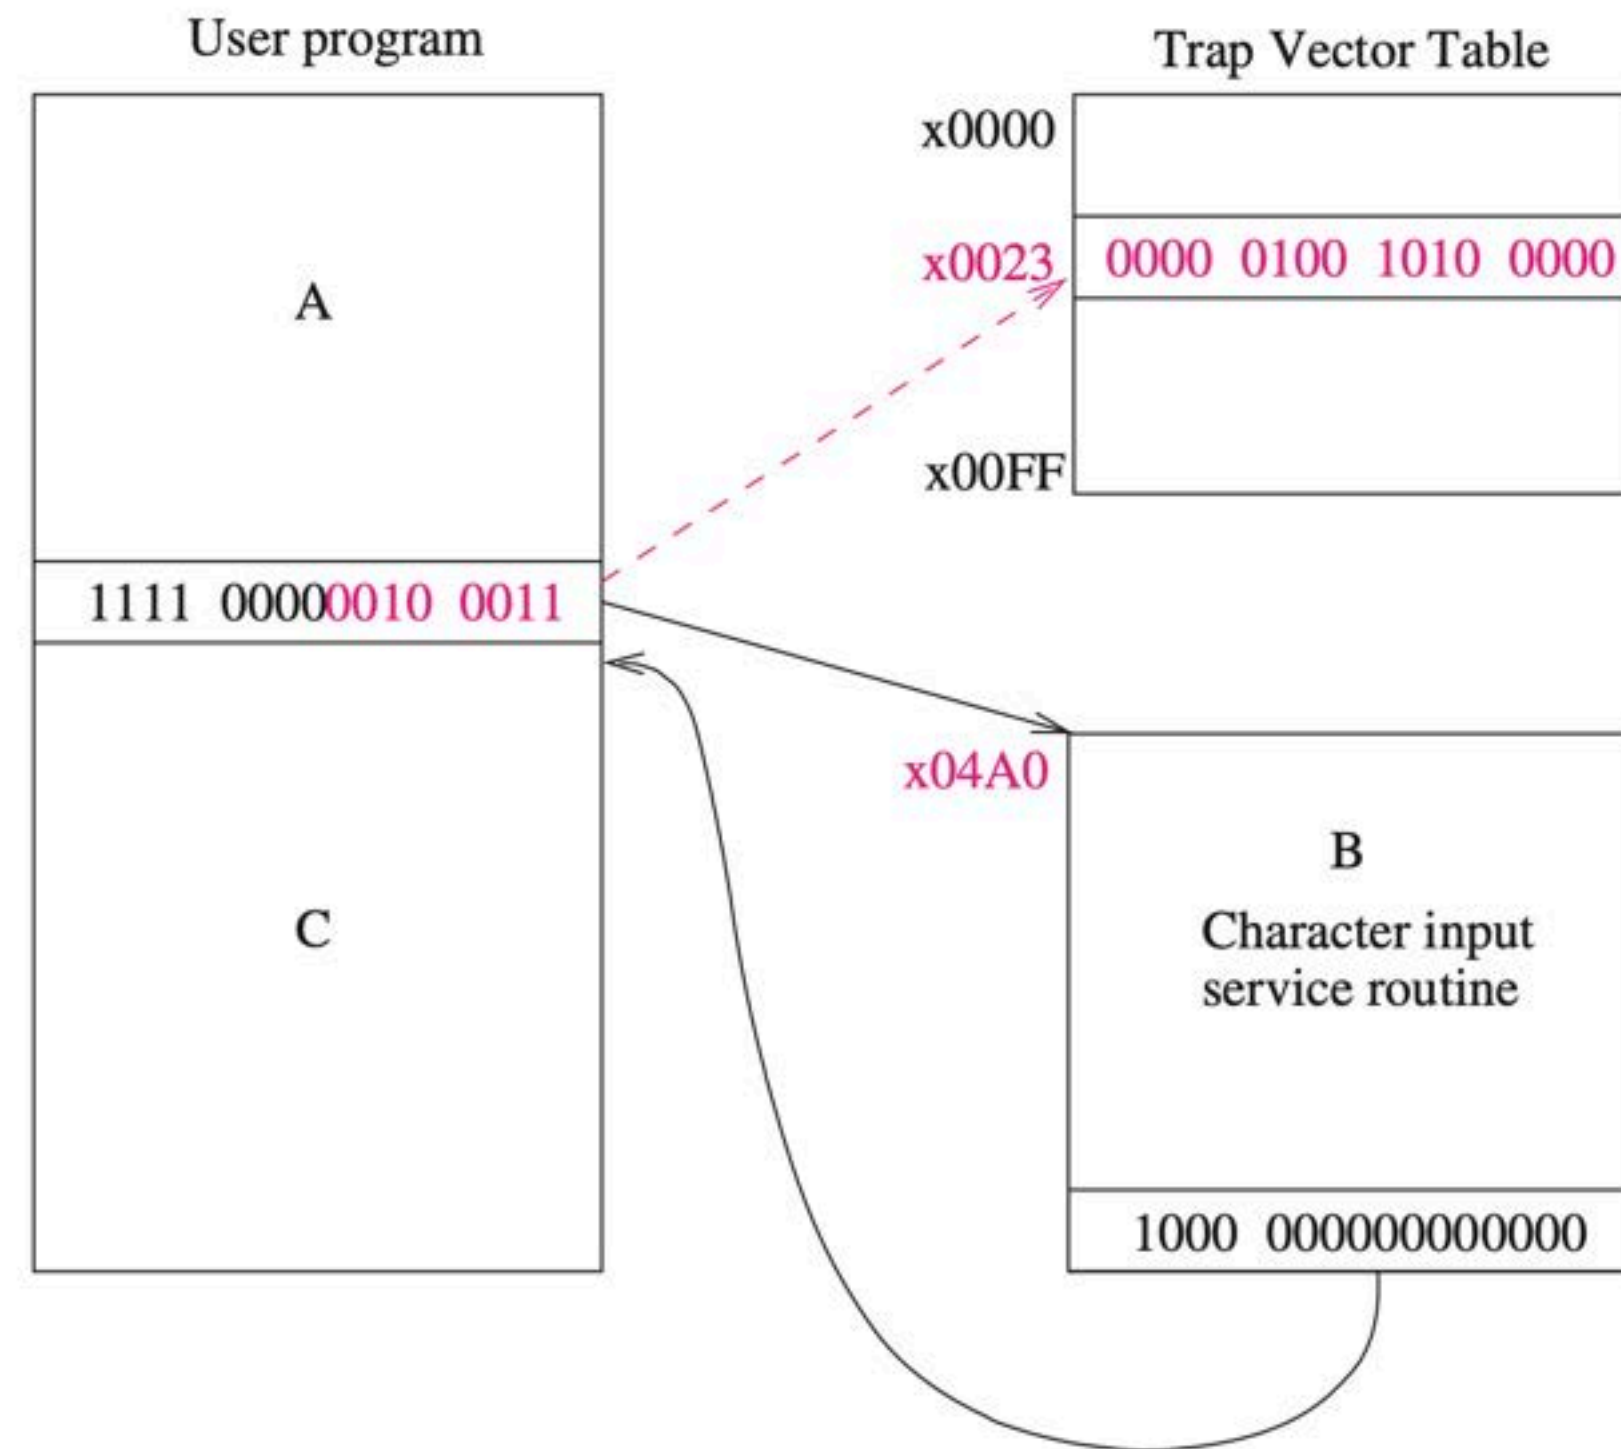 User program
A
1111 0000 0010 0011
C
Trap Vector Table
x0000
x0023 0000 0100 1010 0000
x00FF
x04A0
B
Character input
service routine
1000 000000000000